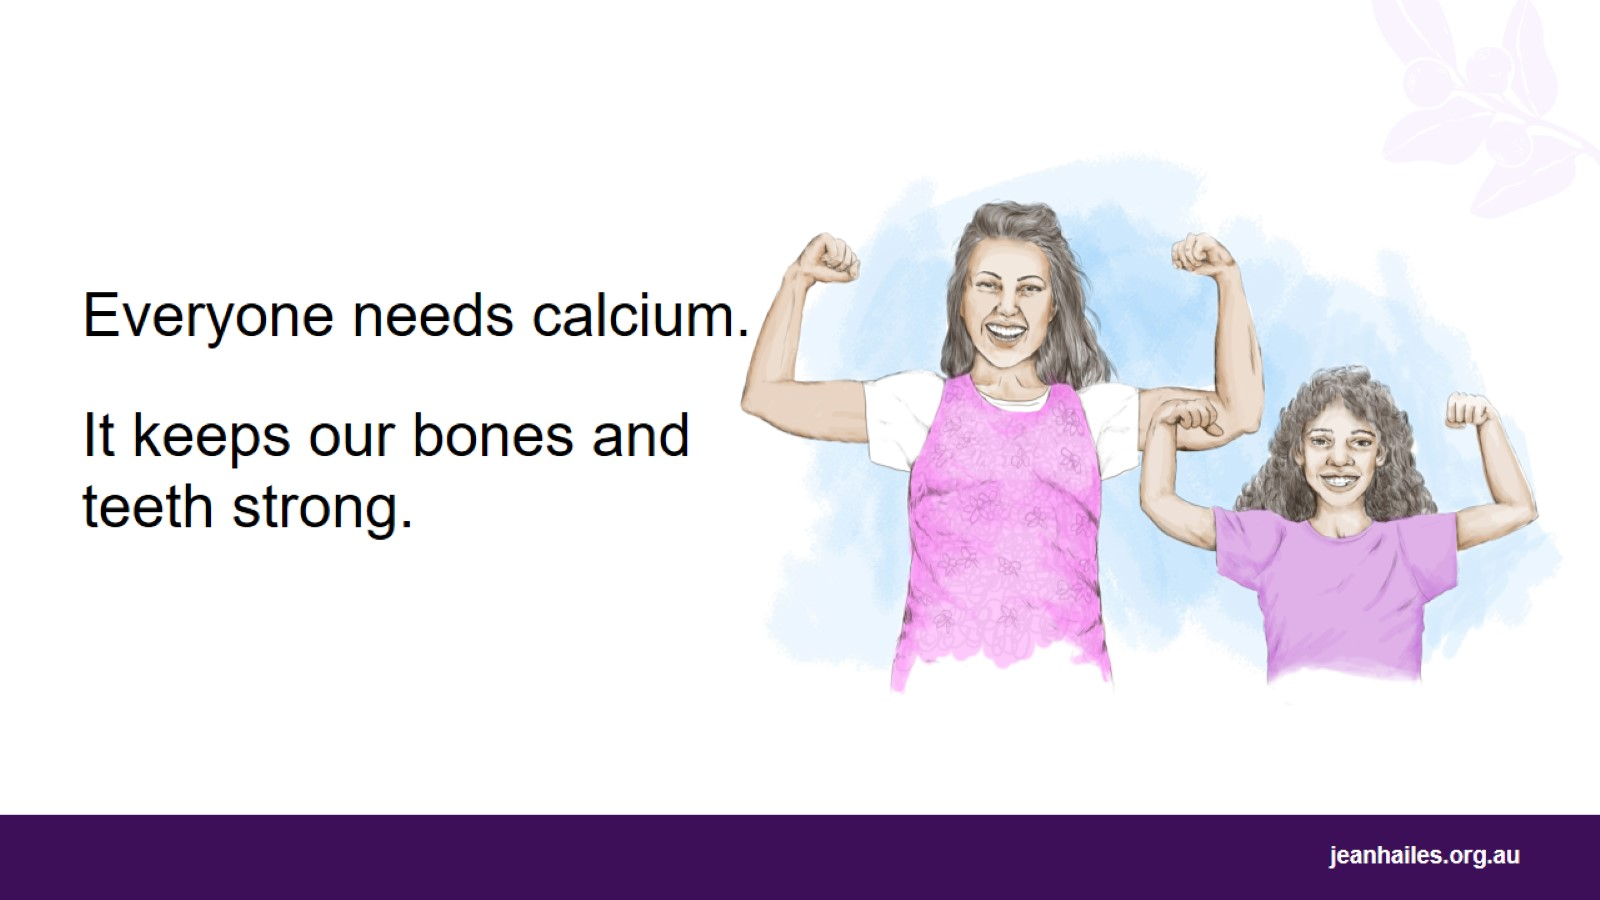 Everyone needs calcium.
It keeps our bones and
teeth strong.
jeanhailes.org.au